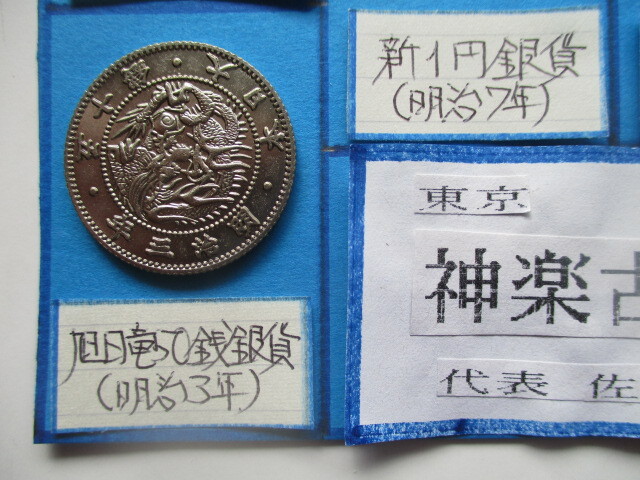 大日本・明治三年・五十錢・
旭日竜50銭銀貨
(明治3年)
新1円銀貨
(明治7年)
東京
神楽古
代表 佐